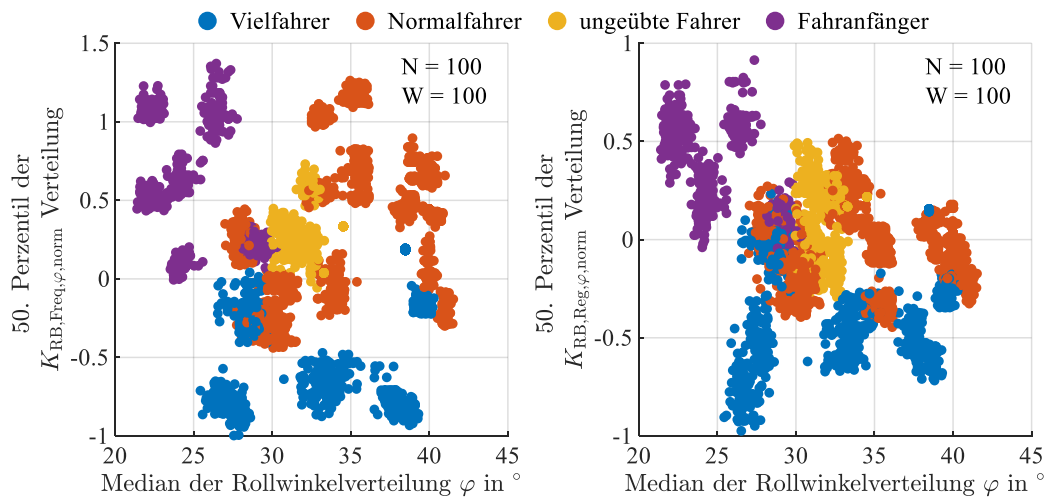 Vielfahrer Normalfahrer ungeübte Fahrer Fahranfänger
1.5
1
0.5
0
-0.5
-1
20 25 30 35 40 45
50. Perzentil der
K_RB,Freq,φ,norm Verteilung
Median der Rollwinkelverteilung φ in °
N = 100
W = 100
1
0.5
0
-0.5
-1
20 25 30 35 40 45
50. Perzentil der
K_RB,Reg,φ,norm Verteilung
Median der Rollwinkelverteilung φ in °
N = 100
W = 100